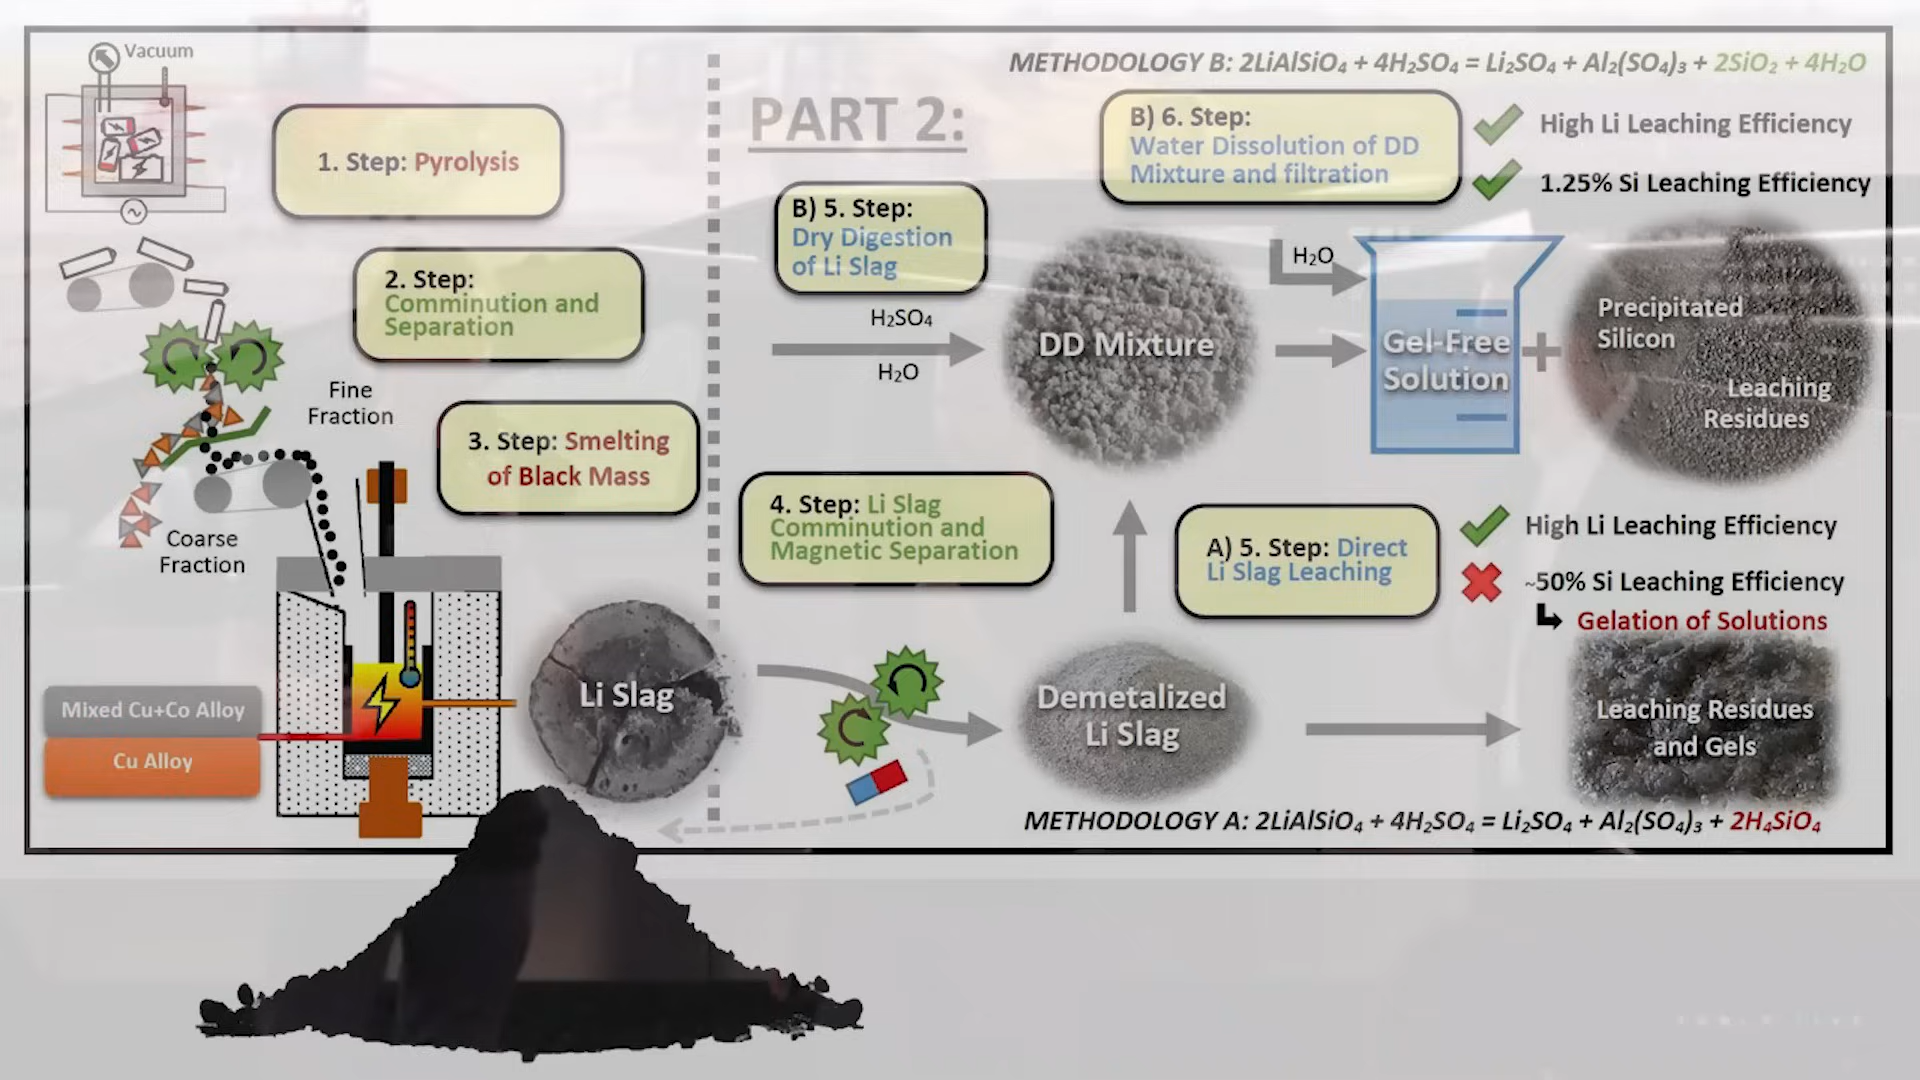 Vacuum
1. Step: Pyrolysis
2. Step:
Comminution and
Separation
Fine
Fraction
3. Step: Smelting
of Black Mass
Coarse
Fraction
Mixed Cu+Co Alloy
Cu Alloy
Li Slag
PART 2:
METHODOLOGY B: 2LiAlSiO₄ + 4H₂SO₄ = Li₂SO₄ + Al₂(SO₄)₃ + 2SiO₂ + 4H₂O
B) 5. Step:
Dry Digestion
of Li Slag
H₂SO₄
H₂O
DD Mixture
B) 6. Step:
Water Dissolution of DD
Mixture and filtration
High Li Leaching Efficiency
1.25% Si Leaching Efficiency
H₂O
Gel-Free
Solution
+
Precipitated
Silicon
Leaching
Residues
4. Step: Li Slag
Comminution and
Magnetic Separation
Demetalized
Li Slag
A) 5. Step: Direct
Li Slag Leaching
High Li Leaching Efficiency
~50% Si Leaching Efficiency
Gelation of Solutions
Leaching Residues
and Gels
METHODOLOGY A: 2LiAlSiO₄ + 4H₂SO₄ = Li₂SO₄ + Al₂(SO₄)₃ + 2H₄SiO₄